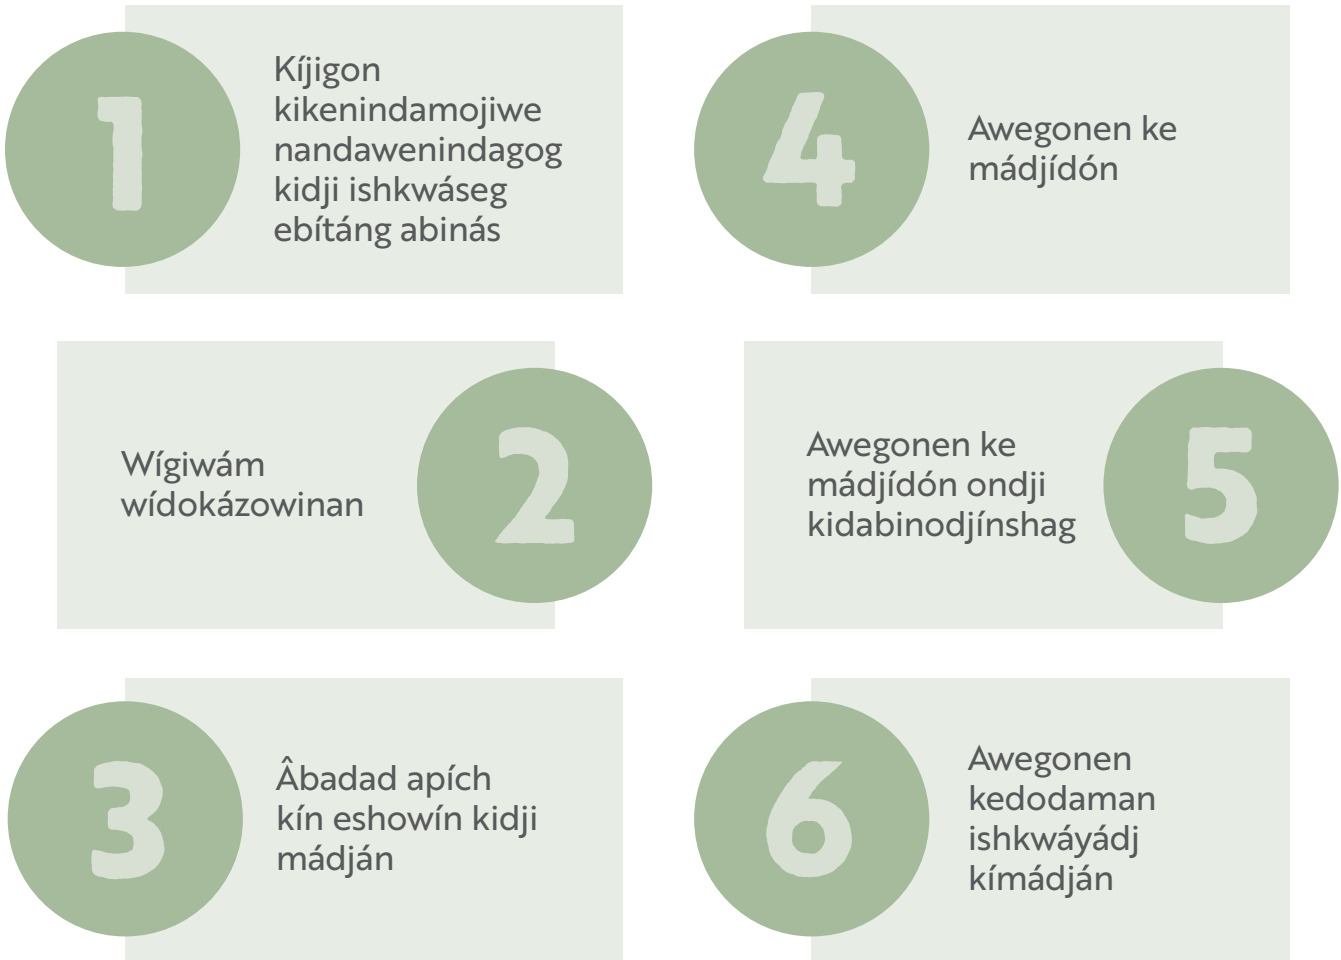 1
Kíjigon
kikenindamojiwe
nandawenindagog
kidji ishkwáseg
ebítáng abinás
2
Wígiwám
wídokázowinan
3
Âbadad apích
kín eshowín kidji
mádján
4
Awegonen ke
mádjídón
5
Awegonen ke
mádjídón ondji
kidabinodjínshag
6
Awegonen
kedodaman
ishkwáyádj
kímádján